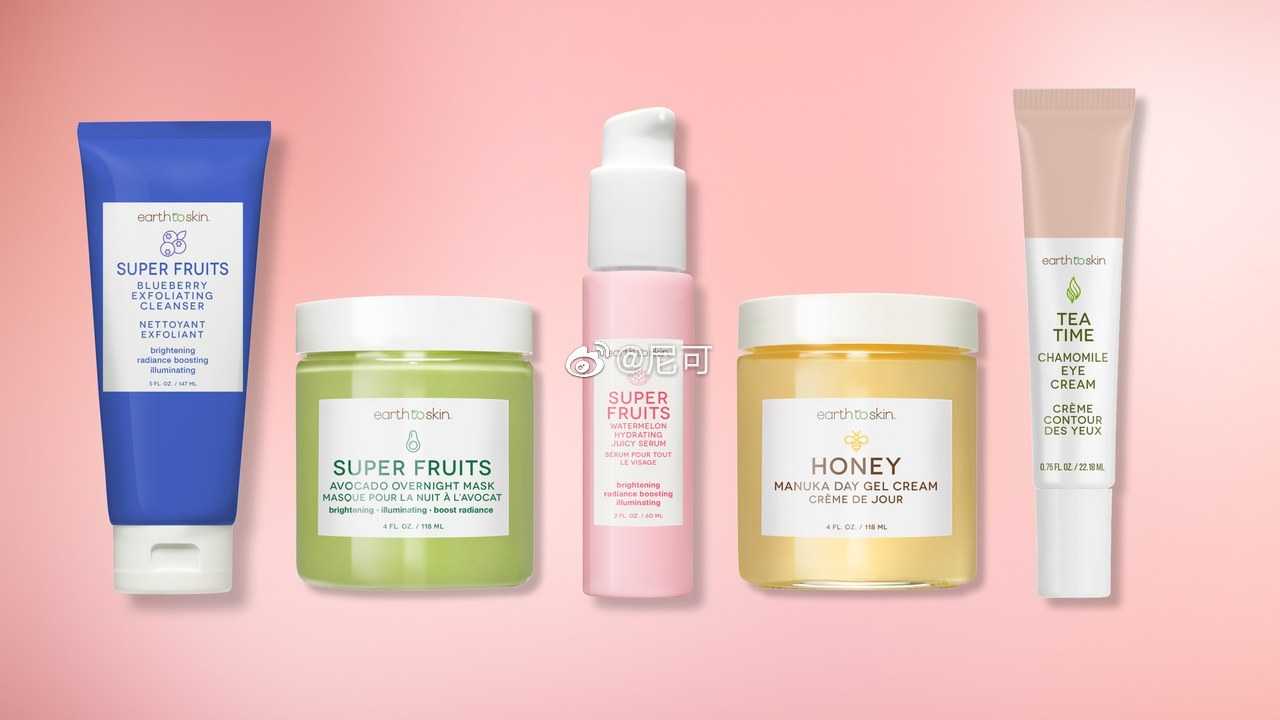 earth to skin.
SUPER FRUITS
BLUEBERRY
EXFOLIATING
CLEANSER
NETTOYANT
EXFOLIANT
brightening
radiance boosting
illuminating
5 FL. OZ. / 147 ML
earth to skin.
SUPER FRUITS
AVOCADO OVERNIGHT MASK
MASQUE POUR LA NUIT À L'AVOCAT
brightening · illuminating · boost radiance
4 FL. OZ. / 118 ML
earth to skin.
@尼可
SUPER
FRUITS
WATERMELON
HYDRATING
JUICY SERUM
SÉRUM POUR TOUT
LE VISAGE
brightening
radiance boosting
illuminating
2 FL. OZ. / 60 ML
earth to skin.
HONEY
MANUKA DAY GEL CREAM
CRÈME DE JOUR
4 FL. OZ. / 118 ML
earth to skin.
TEA
TIME
CHAMOMILE
EYE
CREAM
CRÈME
CONTOUR
DES YEUX
0.75 FL. OZ. / 22.18 ML